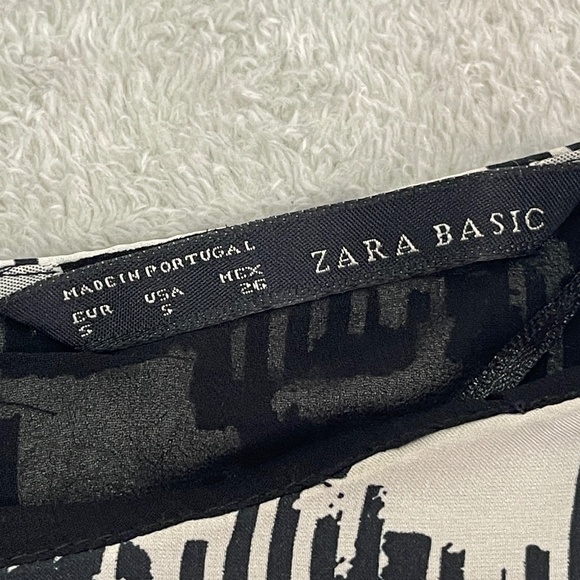 MADE IN PORTUGAL
EUR USA MEX
S S 26
ZARA BASIC